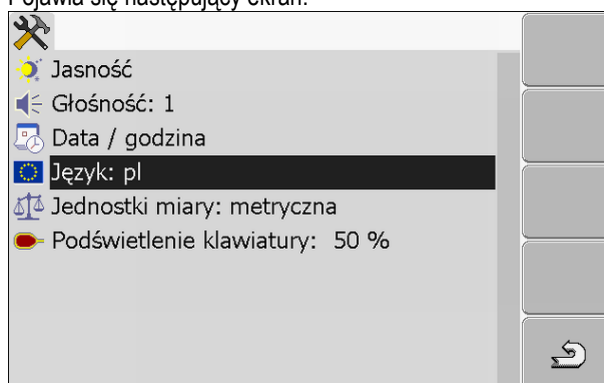 Pojawia się następujący ekran:
Jasność
Głośność: 1
Data / godzina
Język: pl
Jednostki miary: metryczna
Podświetlenie klawiatury: 50 %